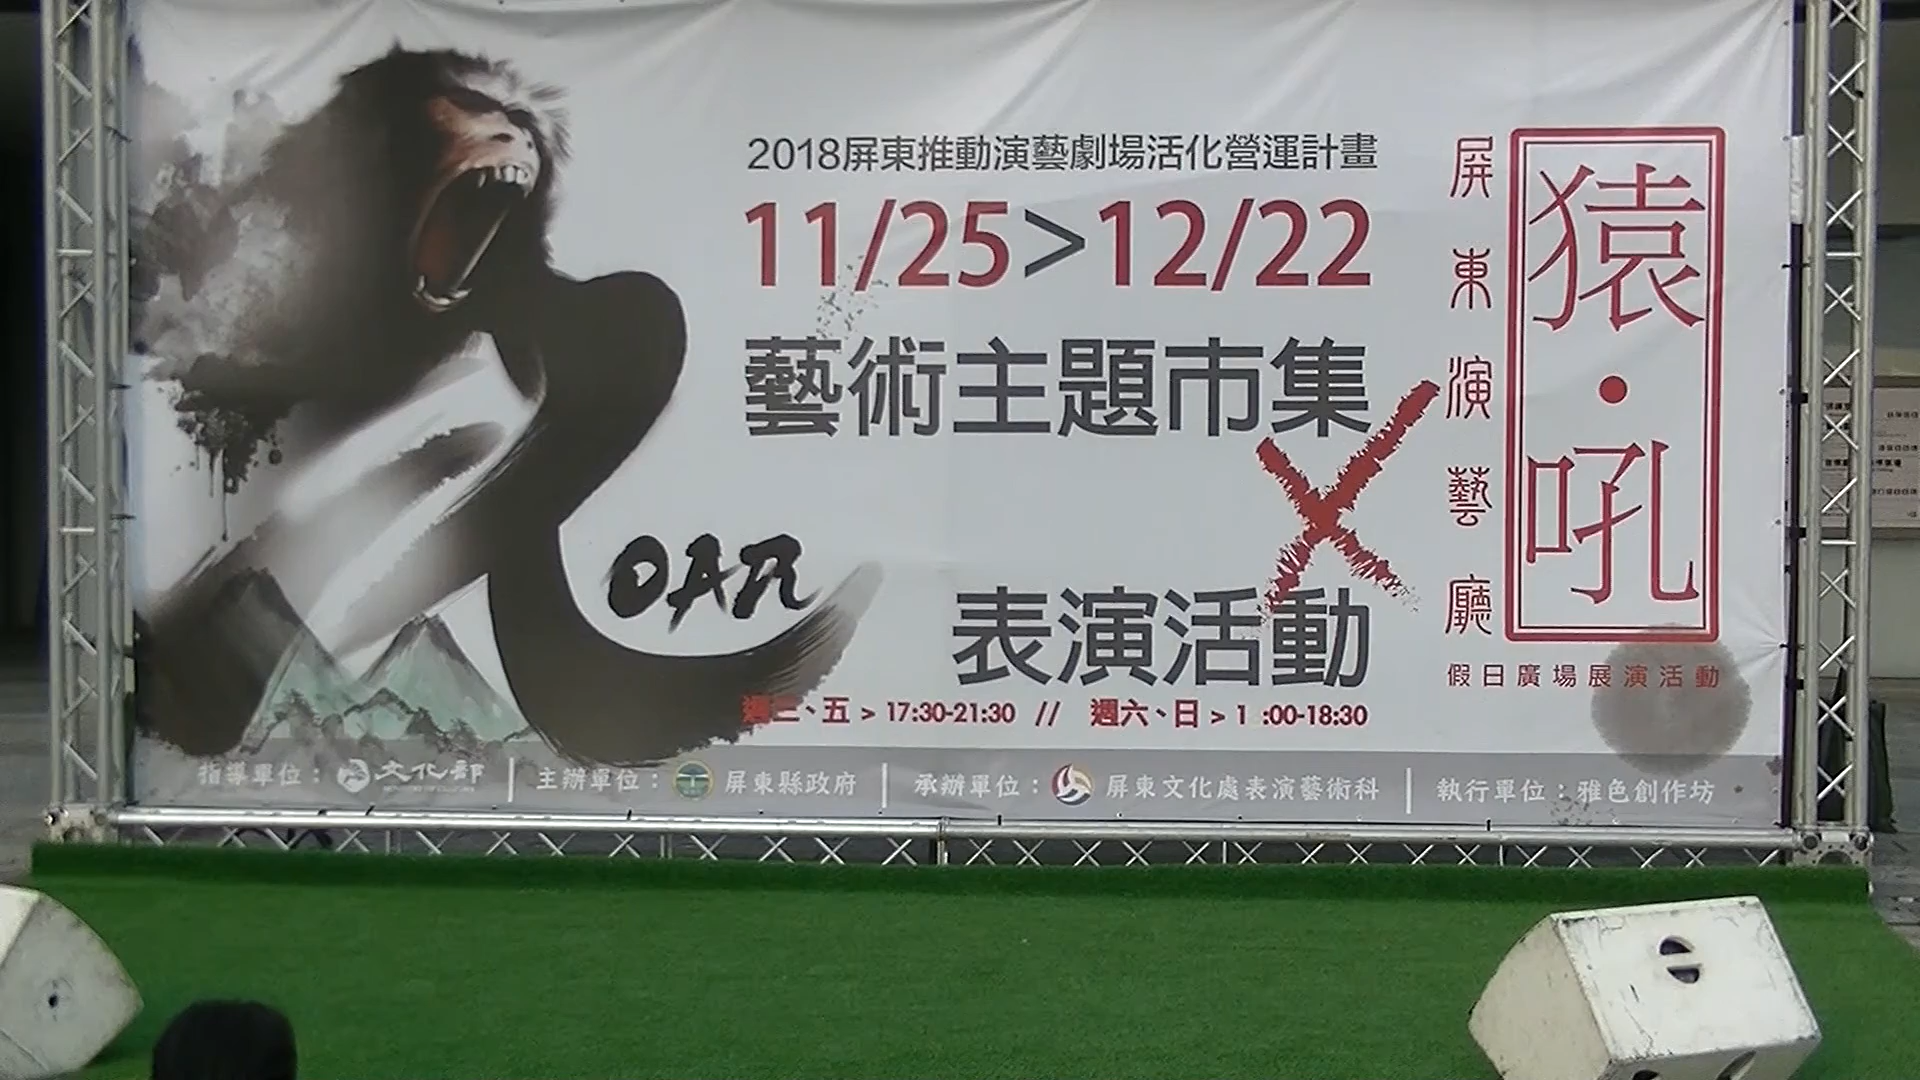 2018屏東推動演藝劇場活化營運計畫
11/25>12/22
藝術主題市集
X
表演活動
週三、五 > 17:30-21:30 // 週六、日 > 1 :00-18:30
ROAR
屏東演藝廳
猿・吼
假日廣場展演活動
指導單位：文化部 | 主辦單位：屏東縣政府 | 承辦單位：屏東文化處表演藝術科 | 執行單位：雅色創作坊